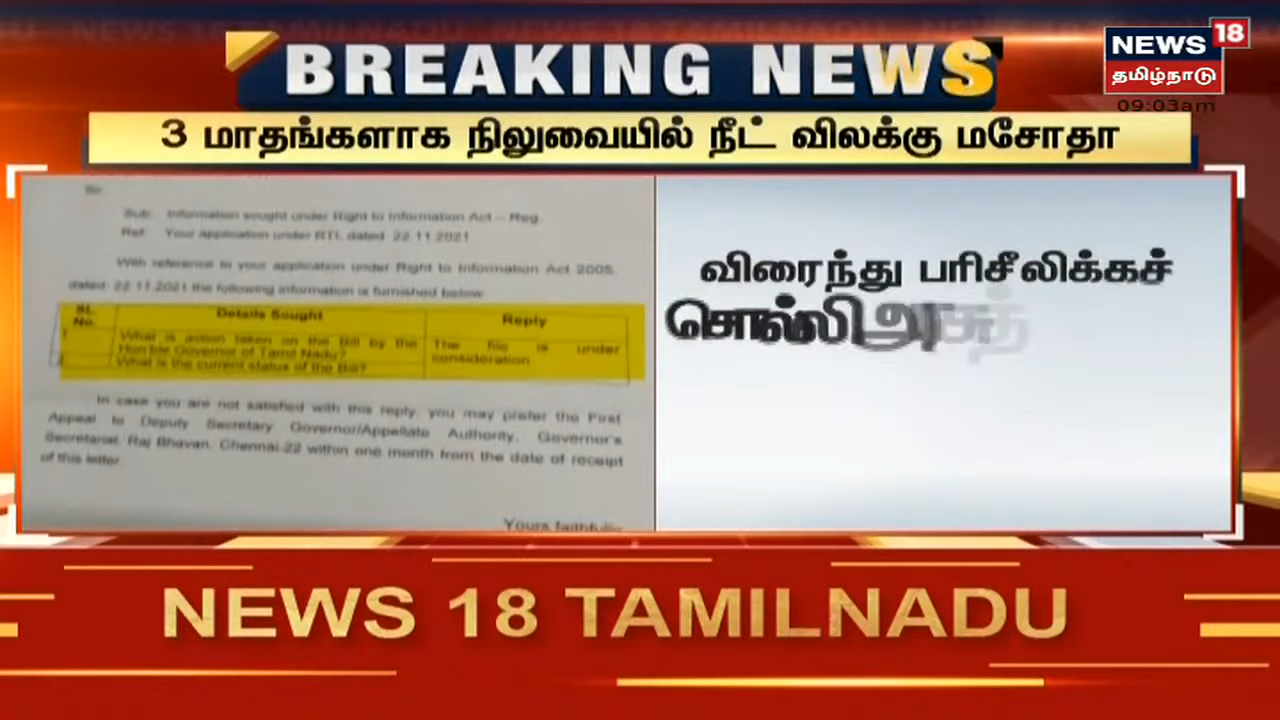 BREAKING NEWS
NEWS 18
தமிழ்நாடு
09:03am
3 மாதங்களாக நிலுவையில் நீட் விலக்கு மசோதா
Sir
Sub: Information sought under Right to Information Act – Reg.
Ref: Your application under RTI, dated 22.11.2021
With reference to your application under Right to Information Act 2005,
dated: 22.11.2021 the following information is furnished below:
SL. No. Details Sought Reply
1 What is action taken on the Bill by the Hon'ble Governor of Tamil Nadu? The file is under consideration
2 What is the current status of the Bill?
In case you are not satisfied with this reply, you may prefer the First
Appeal to Deputy Secretary Governor/Appellate Authority, Governor's
Secretariat, Raj Bhavan, Chennai-22 within one month from the date of receipt
of this letter.
Yours faithfully
விரைந்து பரிசீலிக்கச்
சொல்லி
NEWS 18 TAMILNADU